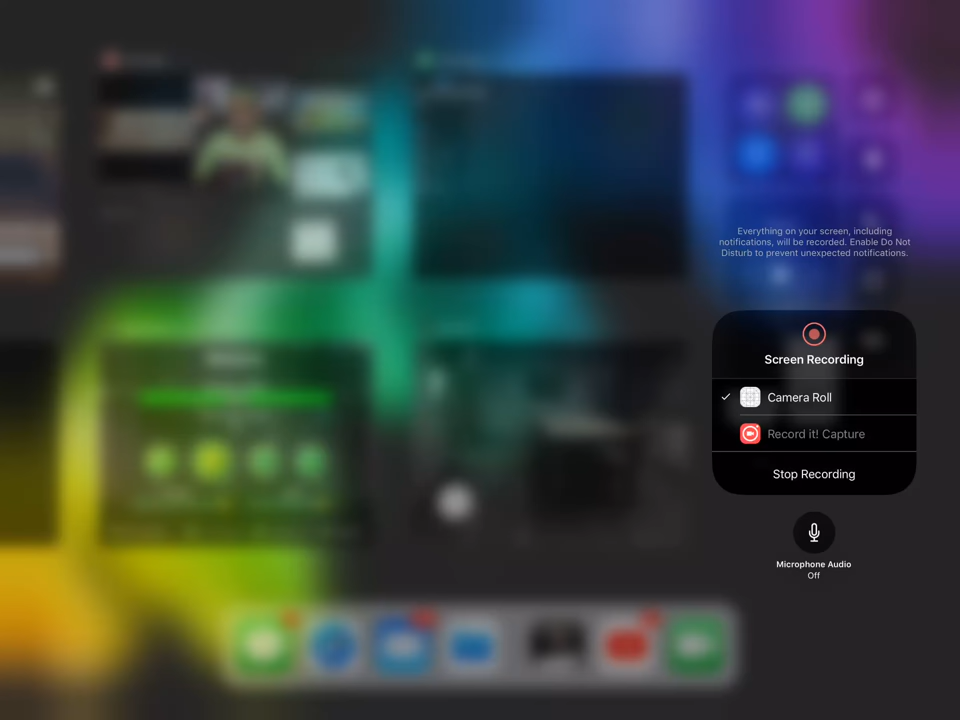 Everything on your screen, including
notifications, will be recorded. Enable Do Not
Disturb to prevent unexpected notifications.
Screen Recording
Camera Roll
Record it! Capture
Stop Recording
Microphone Audio
Off